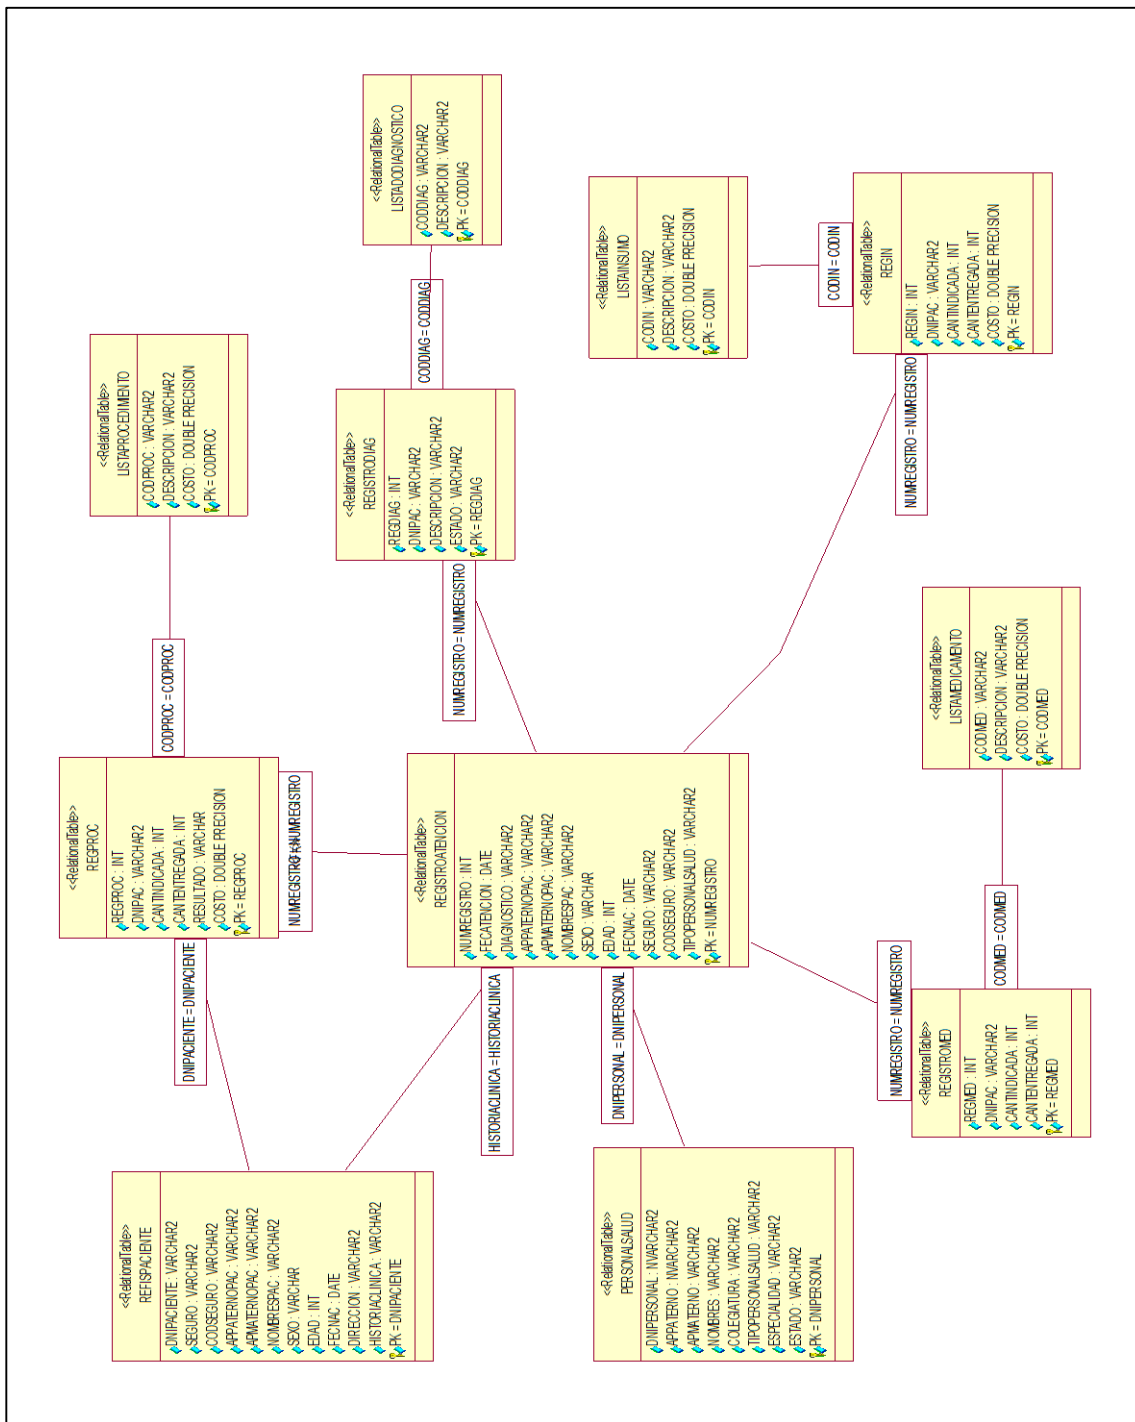 <<RelationalTable>>
REFISPACIENTE
DNIPACIENTE : VARCHAR2
SEGURO : VARCHAR2
CODSEGURO : VARCHAR2
APPATERNOPAC : VARCHAR2
APMATERNOPAC : VARCHAR2
NOMBRESPAC : VARCHAR2
SEXO : VARCHAR
EDAD : INT
FECNAC : DATE
DIRECCION : VARCHAR2
HISTORIACLINICA : VARCHAR2
PK = DNIPACIENTE
DNIPACIENTE = DNIPACIENTE
<<RelationalTable>>
REGPROC
REGPROC : INT
DNIPAC : VARCHAR2
CANTINDICADA : INT
CANTENTREGADA : INT
RESULTADO : VARCHAR
COSTO : DOUBLE PRECISION
PK = REGPROC
CODPROC = CODPROC
<<RelationalTable>>
LISTAPROCEDIMIENTO
CODPROC : VARCHAR2
DESCRIPCION : VARCHAR2
COSTO : DOUBLE PRECISION
PK = CODPROC
NUMREGISTRO = NUMREGISTRO
HISTORIACLINICA = HISTORIACLINICA
<<RelationalTable>>
REGISTROATENCION
NUMREGISTRO : INT
FECATENCION : DATE
DIAGNOSTICO : VARCHAR2
APPATERNOPAC : VARCHAR2
APMATERNOPAC : VARCHAR2
NOMBRESPAC : VARCHAR2
SEXO : VARCHAR
EDAD : INT
FECNAC : DATE
SEGURO : VARCHAR2
CODSEGURO : VARCHAR2
TIPOPERSONALSALUD : VARCHAR2
PK = NUMREGISTRO
NUMREGISTRO = NUMREGISTRO
<<RelationalTable>>
REGISTRODIAG
REGDIAG : INT
DNIPAC : VARCHAR2
DESCRIPCION : VARCHAR2
ESTADO : VARCHAR2
PK = REGDIAG
CODDIAG = CODDIAG
<<RelationalTable>>
LISTADODIAGNOSTICO
CODDIAG : VARCHAR2
DESCRIPCION : VARCHAR2
PK = CODDIAG
<<RelationalTable>>
PERSONALSALUD
DNIPERSONAL : NVARCHAR2
APPATERNO : NVARCHAR2
APMATERNO : VARCHAR2
NOMBRES : VARCHAR2
COLEGIATURA : VARCHAR2
TIPOPERSONALSALUD : VARCHAR2
ESPECIALIDAD : VARCHAR2
ESTADO : VARCHAR2
PK = DNIPERSONAL
DNIPERSONAL = DNIPERSONAL
<<RelationalTable>>
LISTAINSUMO
CODIN : VARCHAR2
DESCRIPCION : VARCHAR2
COSTO : DOUBLE PRECISION
PK = CODIN
CODIN = CODIN
<<RelationalTable>>
REGIN
REGIN : INT
DNIPAC : VARCHAR2
CANTINDICADA : INT
CANTENTREGADA : INT
COSTO : DOUBLE PRECISION
PK = REGIN
NUMREGISTRO = NUMREGISTRO
NUMREGISTRO = NUMREGISTRO
<<RelationalTable>>
REGISTROMED
REGMED : INT
DNIPAC : VARCHAR2
CANTINDICADA : INT
CANTENTREGADA : INT
PK = REGMED
CODMED = CODMED
<<RelationalTable>>
LISTAMEDICAMENTO
CODMED : VARCHAR2
DESCRIPCION : VARCHAR2
COSTO : DOUBLE PRECISION
PK = CODMED